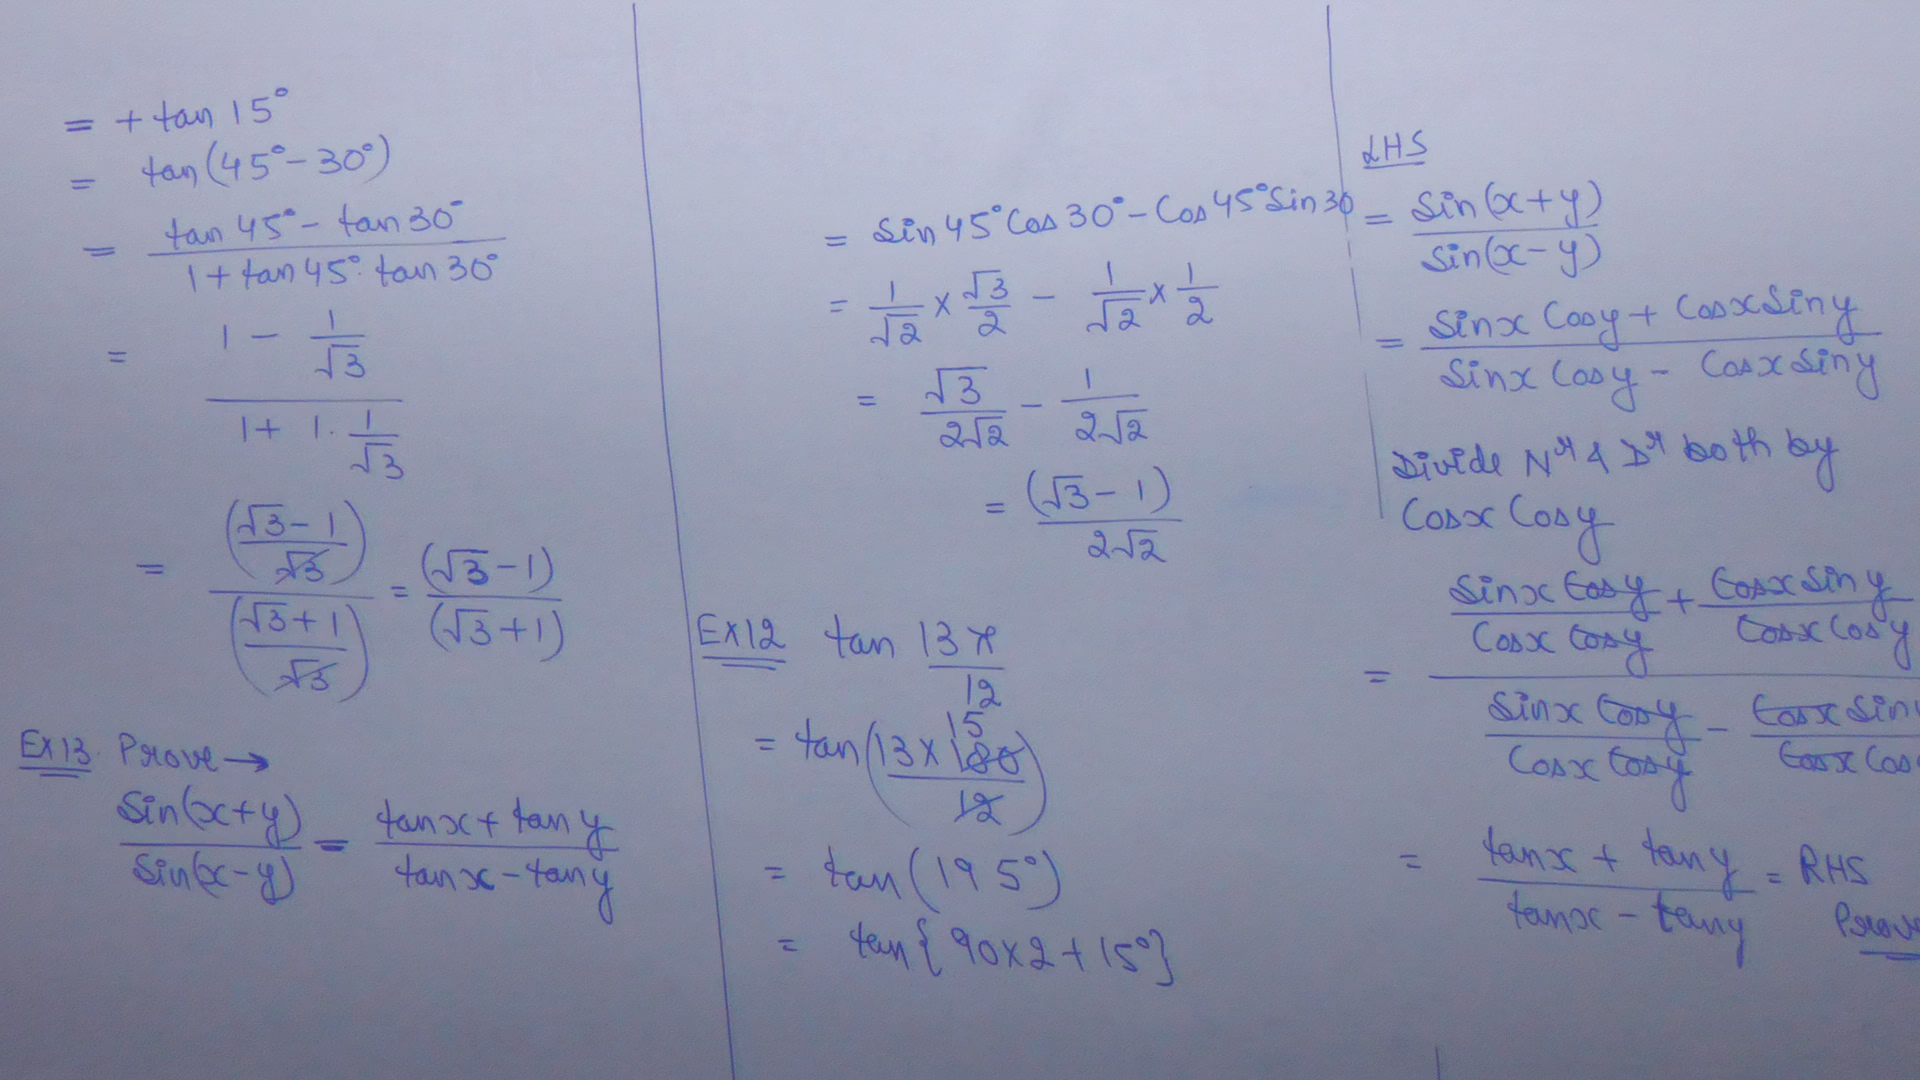 = + tan 15°
= tan(45° - 30°)
= (tan 45° - tan 30°) / (1 + tan 45° . tan 30°)
= (1 - 1/√3) / (1 + 1 . 1/√3)
= ((√3 - 1)/√3) / ((√3 + 1)/√3) = (√3 - 1) / (√3 + 1)
Ex13. Prove →
Sin(x+y) / Sin(x-y) = (tanx + tany) / (tanx - tany)
= Sin 45° Cos 30° - Cos 45° Sin 30
= 1/√2 × √3/2 - 1/√2 × 1/2
= √3/2√2 - 1/2√2
= (√3 - 1) / 2√2
Ex12 tan 13π/12
= tan(13 × 180/12) 15
= tan(195°)
= tan{90×2+15°}
LHS
= Sin(x+y) / Sin(x-y)
= (Sinx Cosy + Cosx Siny) / (Sinx Cosy - Cosx Siny)
Divide Nʳ & Dʳ both by
Cosx Cosy
= (Sinx Cosy / Cosx Cosy + Cosx Siny / Cosx Cosy) / (Sinx Cosy / Cosx Cosy - Cosx Sin / Cosx Cos)
= (tanx + tany) / (tanx - tany) = RHS
Prove